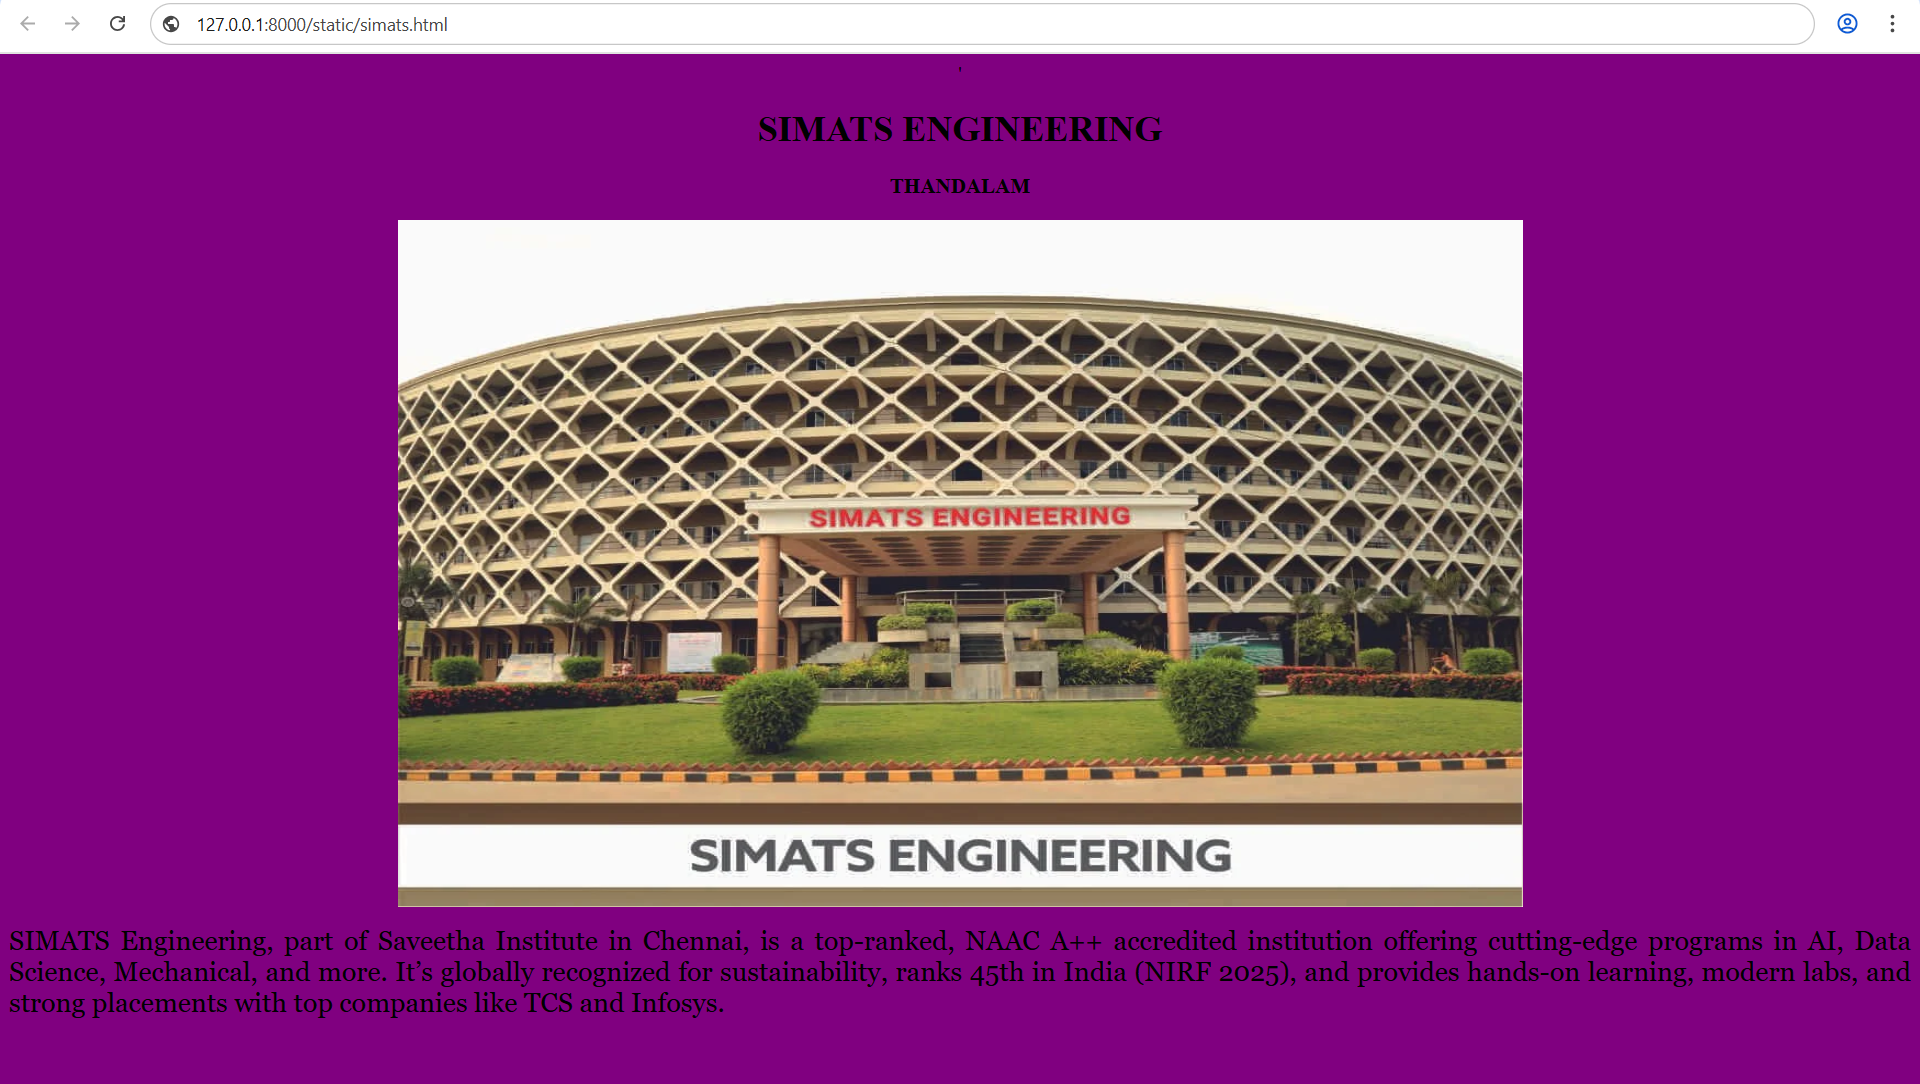 127.0.0.1:8000/static/simats.html
'
SIMATS ENGINEERING
THANDALAM
SIMATS ENGINEERING
SIMATS ENGINEERING
SIMATS Engineering, part of Saveetha Institute in Chennai, is a top-ranked, NAAC A++ accredited institution offering cutting-edge programs in AI, Data
Science, Mechanical, and more. It’s globally recognized for sustainability, ranks 45th in India (NIRF 2025), and provides hands-on learning, modern labs, and
strong placements with top companies like TCS and Infosys.